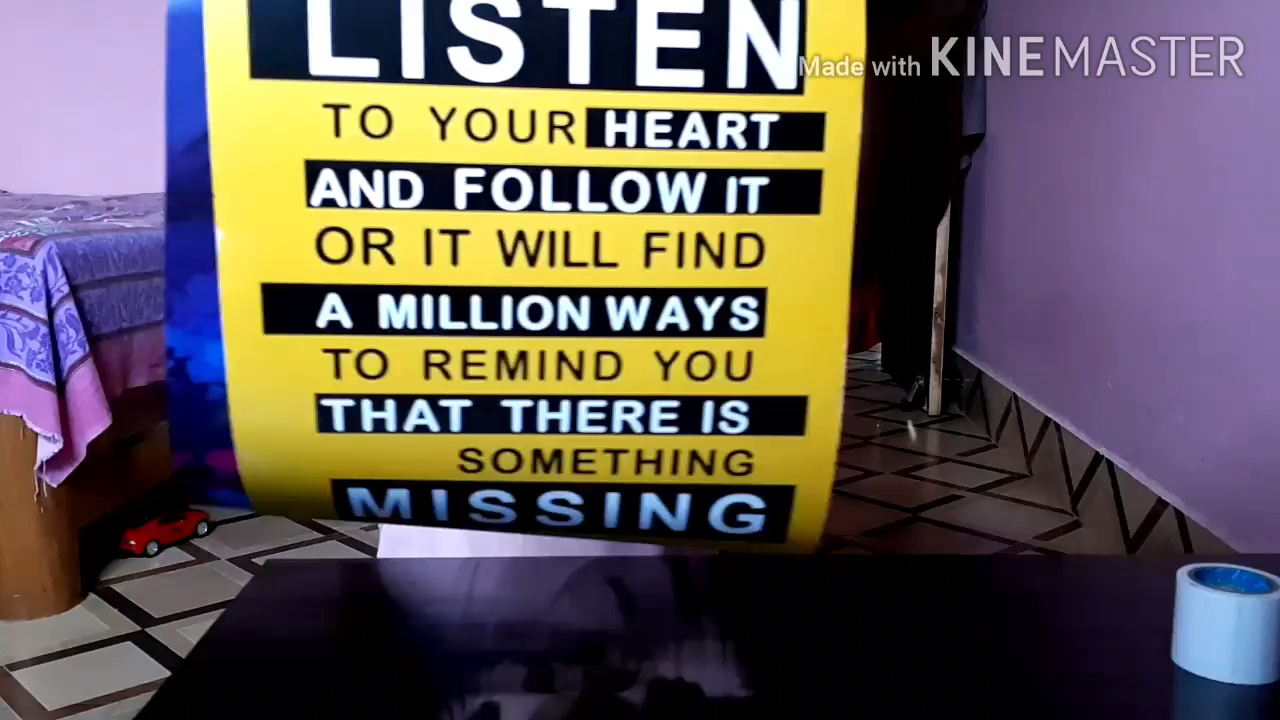 LISTEN
Made with KINEMASTER
TO YOUR HEART
AND FOLLOW IT
OR IT WILL FIND
A MILLION WAYS
TO REMIND YOU
THAT THERE IS
SOMETHING
MISSING